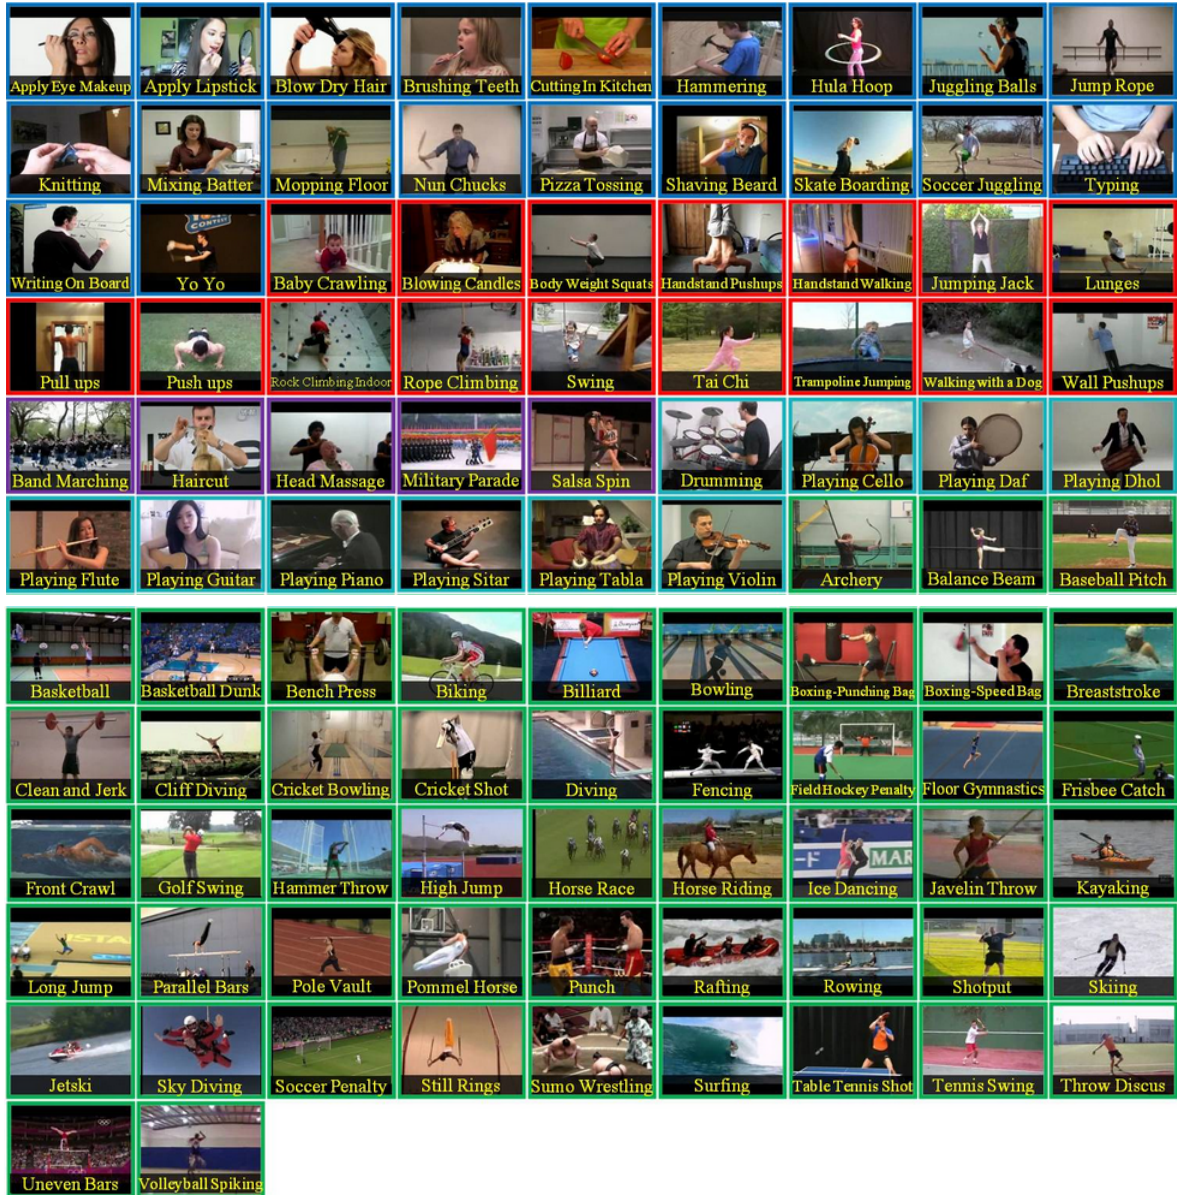 Apply Eye Makeup
Apply Lipstick
Blow Dry Hair
Brushing Teeth
Cutting In Kitchen
Hammering
Hula Hoop
Juggling Balls
Jump Rope
Knitting
Mixing Batter
Mopping Floor
Nun Chucks
Pizza Tossing
Shaving Beard
Skate Boarding
Soccer Juggling
Typing
CONTEST
Writing On Board
Yo Yo
Baby Crawling
Blowing Candles
Body Weight Squats
Handstand Pushups
Handstand Walking
Jumping Jack
Lunges
Pull ups
Push ups
Rock Climbing Indoor
Rope Climbing
Swing
Tai Chi
Trampoline Jumping
Walking with a Dog
Wall Pushups
Band Marching
Haircut
Head Massage
Military Parade
Salsa Spin
Drumming
Playing Cello
Playing Daf
Playing Dhol
Playing Flute
Playing Guitar
Playing Piano
Playing Sitar
Playing Tabla
Playing Violin
Archery
Balance Beam
Baseball Pitch
Basketball
Basketball Dunk
Bench Press
Biking
Billiard
Bowling
Boxing-Punching Bag
Boxing-Speed Bag
Breaststroke
Clean and Jerk
Cliff Diving
Cricket Bowling
Cricket Shot
Diving
Fencing
Field Hockey Penalty
Floor Gymnastics
Frisbee Catch
MAR
Front Crawl
Golf Swing
Hammer Throw
High Jump
Horse Race
Horse Riding
Ice Dancing
Javelin Throw
Kayaking
Long Jump
Parallel Bars
Pole Vault
Pommel Horse
Punch
Rafting
Rowing
Shotput
Skiing
Jetski
Sky Diving
Soccer Penalty
Still Rings
Sumo Wrestling
Surfing
Table Tennis Shot
Tennis Swing
Throw Discus
Uneven Bars
Volleyball Spiking